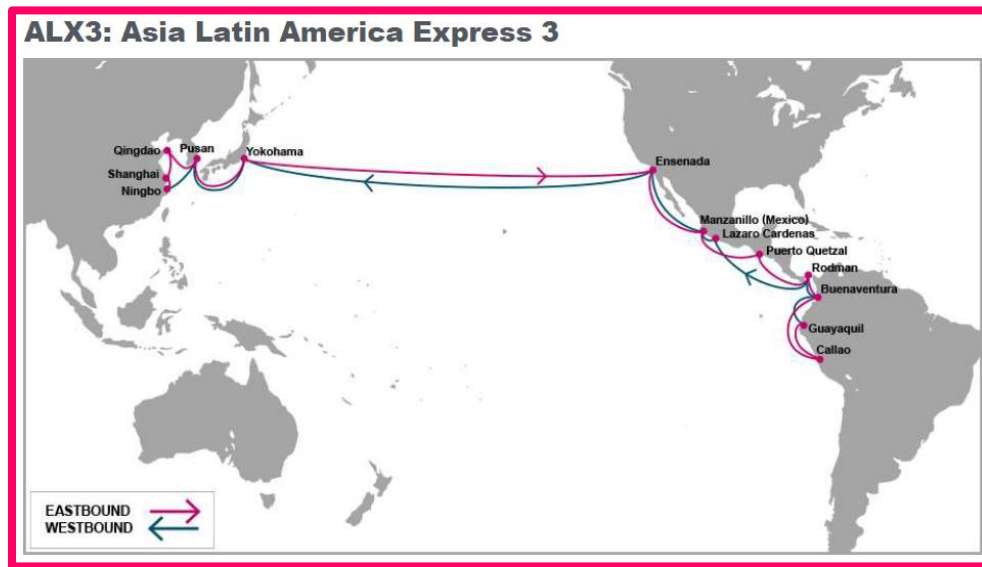 ALX3: Asia Latin America Express 3
Qingdao
Pusan
Yokohama
Shanghai
Ningbo
Ensenada
Manzanillo (Mexico)
Lazaro Cardenas
Puerto Quetzal
Rodman
Buenaventura
Guayaquil
Callao
EASTBOUND
WESTBOUND